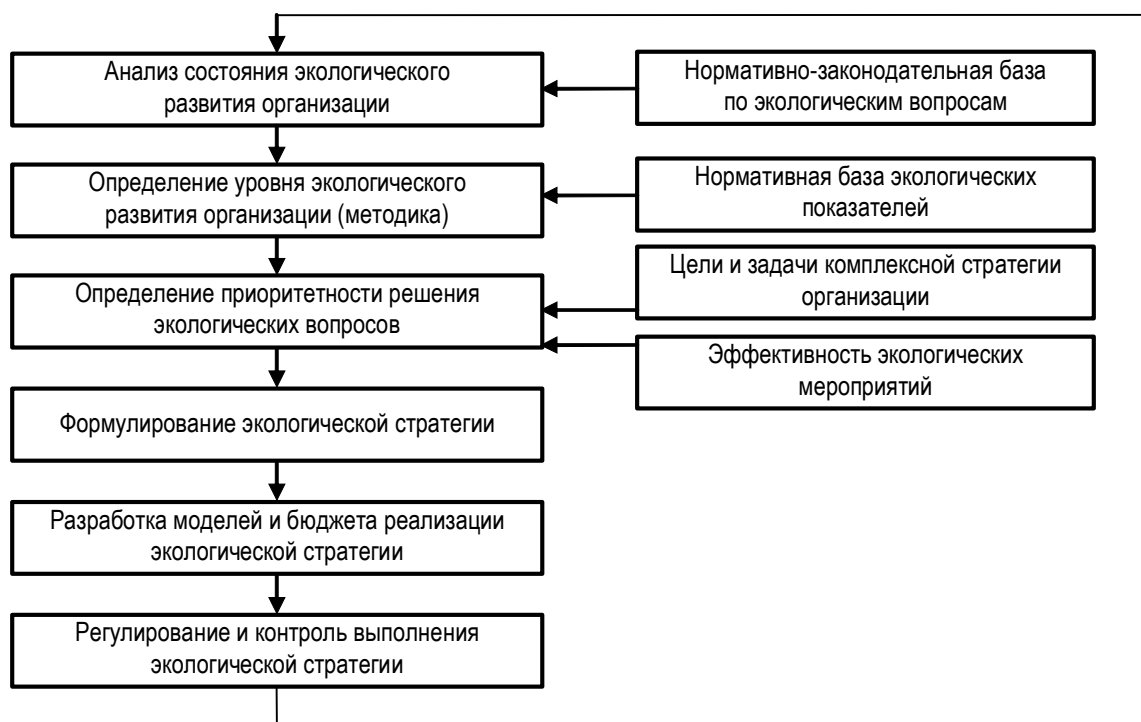 Анализ состояния экологического
развития организации
Нормативно-законодательная база
по экологическим вопросам
Определение уровня экологического
развития организации (методика)
Нормативная база экологических
показателей
Определение приоритетности решения
экологических вопросов
Цели и задачи комплексной стратегии
организации
Эффективность экологических
мероприятий
Формулирование экологической стратегии
Разработка моделей и бюджета реализации
экологической стратегии
Регулирование и контроль выполнения
экологической стратегии